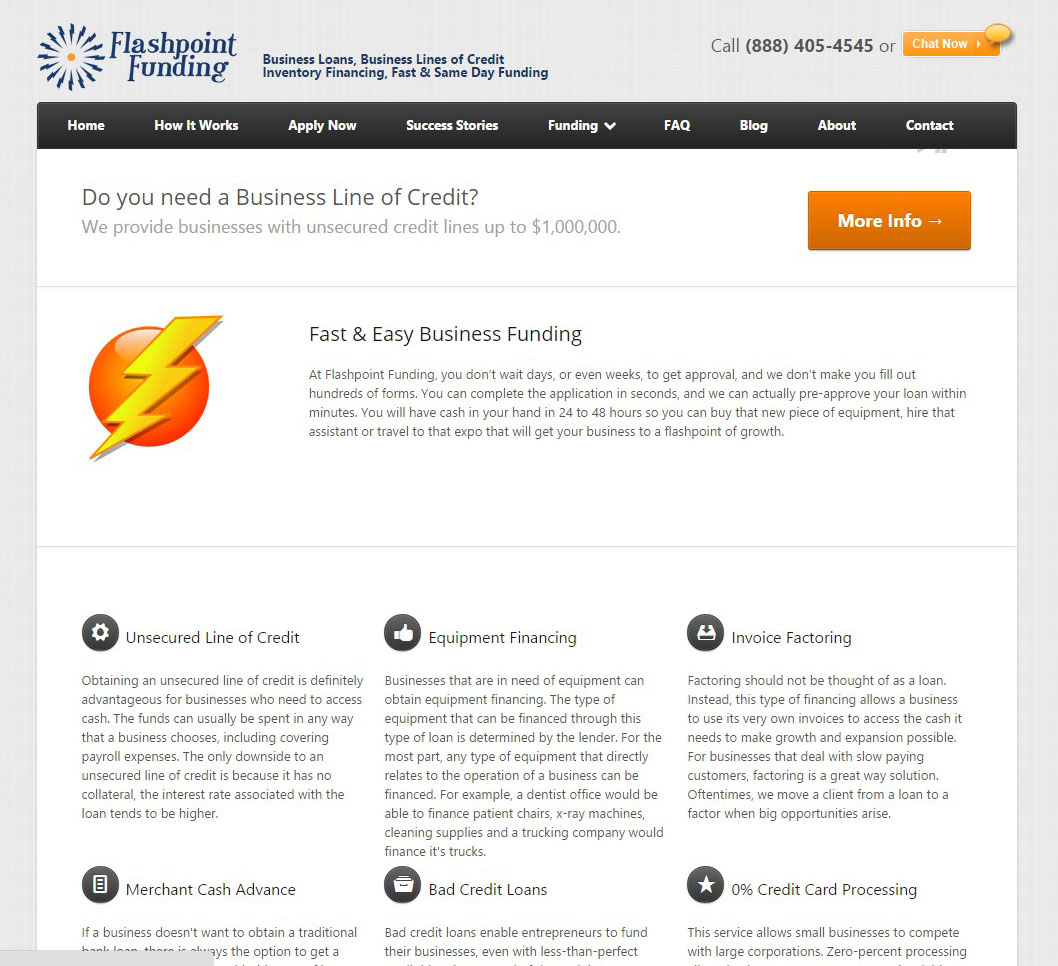 Flashpoint
Funding
Business Loans, Business Lines of Credit
Inventory Financing, Fast & Same Day Funding
Call (888) 405-4545 or
Chat Now
Home How It Works Apply Now Success Stories Funding FAQ Blog About Contact
Do you need a Business Line of Credit?
We provide businesses with unsecured credit lines up to $1,000,000.
More Info →
Fast & Easy Business Funding
At Flashpoint Funding, you don't wait days, or even weeks, to get approval, and we don't make you fill out
hundreds of forms. You can complete the application in seconds, and we can actually pre-approve your loan within
minutes. You will have cash in your hand in 24 to 48 hours so you can buy that new piece of equipment, hire that
assistant or travel to that expo that will get your business to a flashpoint of growth.
Unsecured Line of Credit
Obtaining an unsecured line of credit is definitely
advantageous for businesses who need to access
cash. The funds can usually be spent in any way
that a business chooses, including covering
payroll expenses. The only downside to an
unsecured line of credit is because it has no
collateral, the interest rate associated with the
loan tends to be higher.
Equipment Financing
Businesses that are in need of equipment can
obtain equipment financing. The type of
equipment that can be financed through this
type of loan is determined by the lender. For the
most part, any type of equipment that directly
relates to the operation of a business can be
financed. For example, a dentist office would be
able to finance patient chairs, x-ray machines,
cleaning supplies and a trucking company would
finance it's trucks.
Invoice Factoring
Factoring should not be thought of as a loan.
Instead, this type of financing allows a business
to use its very own invoices to access the cash it
needs to make growth and expansion possible.
For businesses that deal with slow paying
customers, factoring is a great way solution.
Oftentimes, we move a client from a loan to a
factor when big opportunities arise.
Merchant Cash Advance
If a business doesn't want to obtain a traditional
bank loan, there is always the option to get a
Bad Credit Loans
Bad credit loans enable entrepreneurs to fund
their businesses, even with less-than-perfect
0% Credit Card Processing
This service allows small businesses to compete
with large corporations. Zero-percent processing